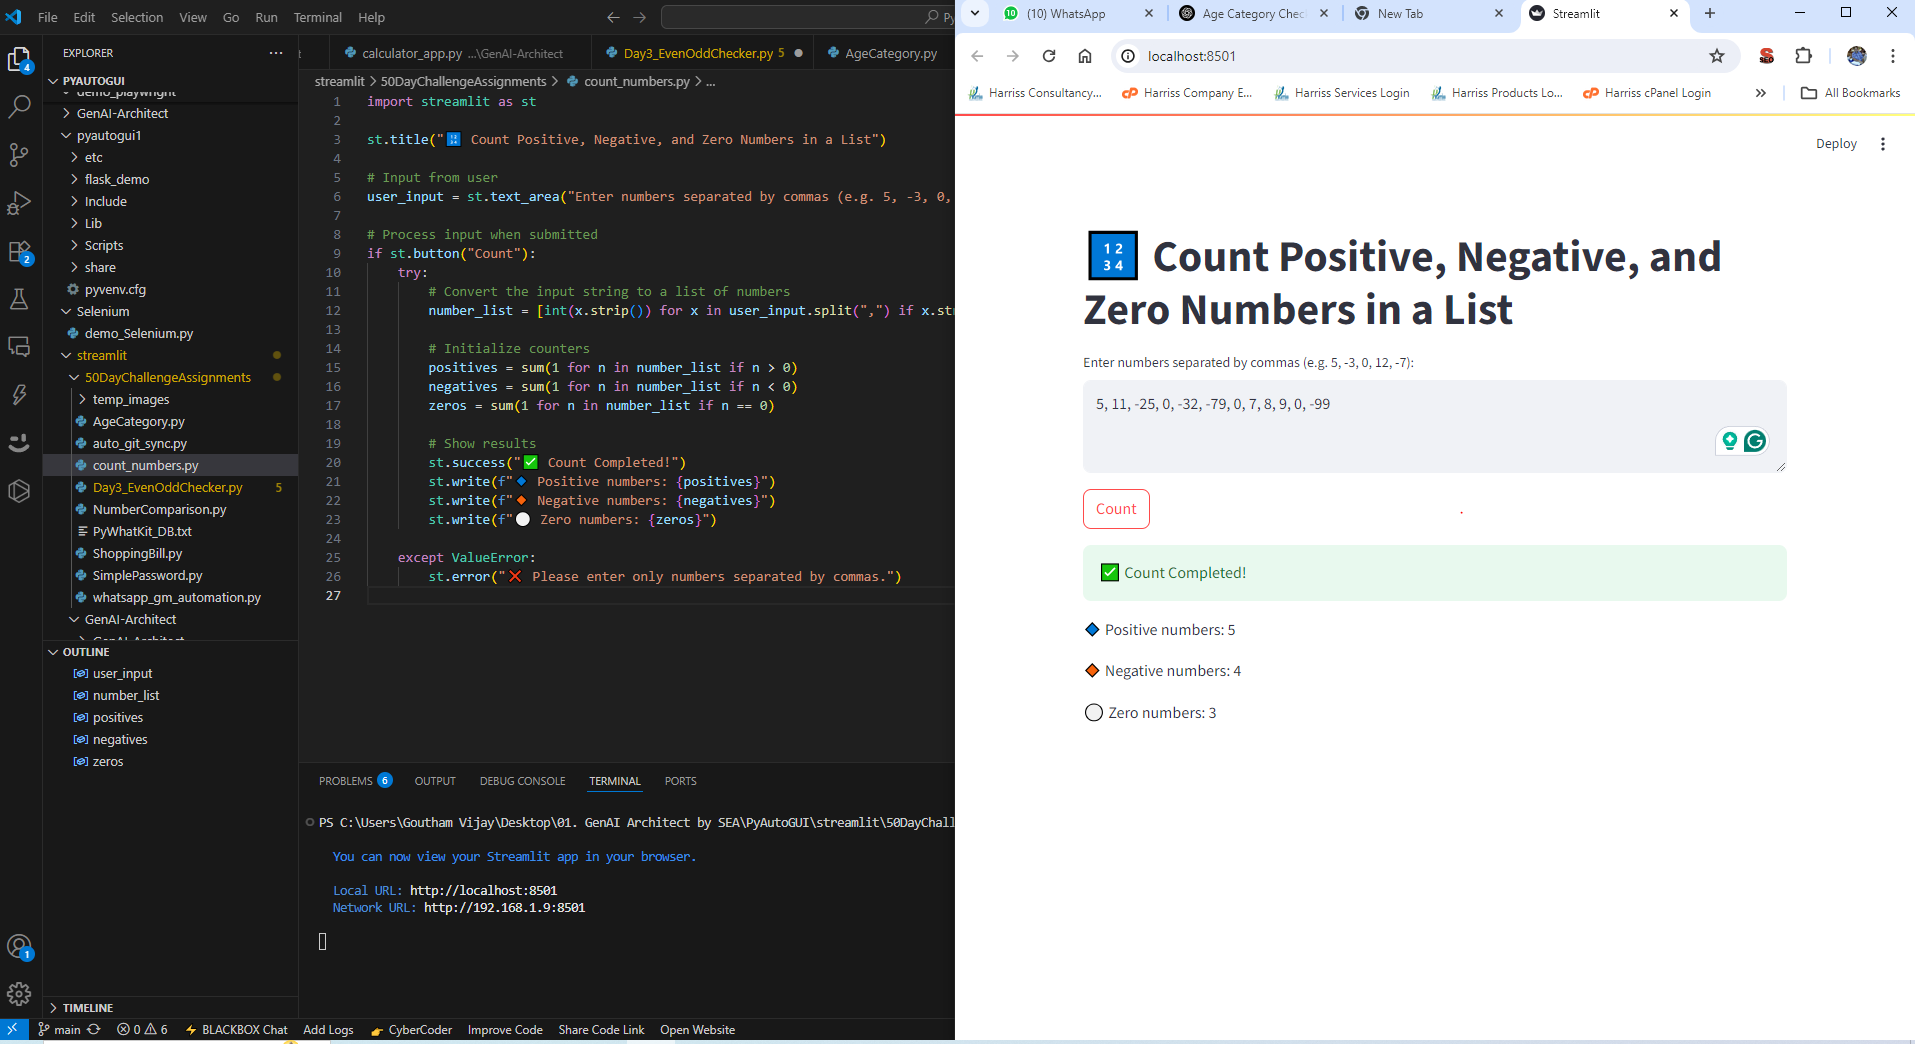 File Edit Selection View Go Run Terminal Help
EXPLORER
PYAUTOGUI
demo_playwright
GenAI-Architect
pyautogui1
etc
flask_demo
Include
Lib
Scripts
share
pyvenv.cfg
Selenium
demo_Selenium.py
streamlit
50DayChallengeAssignments
temp_images
AgeCategory.py
auto_git_sync.py
count_numbers.py
Day3_EvenOddChecker.py 5
NumberComparison.py
PyWhatKit_DB.txt
ShoppingBill.py
SimplePassword.py
whatsapp_gm_automation.py
GenAI-Architect
GenAI-Architect
OUTLINE
user_input
number_list
positives
negatives
zeros
TIMELINE
4
2
1
calculator_app.py ...\GenAI-Architect Day3_EvenOddChecker.py 5 AgeCategory.py
streamlit > 50DayChallengeAssignments > count_numbers.py > ...
1 import streamlit as st
2
3 st.title("🔢 Count Positive, Negative, and Zero Numbers in a List")
4
5 # Input from user
6 user_input = st.text_area("Enter numbers separated by commas (e.g. 5, -3, 0,
7
8 # Process input when submitted
9 if st.button("Count"):
10 try:
11 # Convert the input string to a list of numbers
12 number_list = [int(x.strip()) for x in user_input.split(",") if x.str
13
14 # Initialize counters
15 positives = sum(1 for n in number_list if n > 0)
16 negatives = sum(1 for n in number_list if n < 0)
17 zeros = sum(1 for n in number_list if n == 0)
18
19 # Show results
20 st.success("✅ Count Completed!")
21 st.write(f"🔹 Positive numbers: {positives}")
22 st.write(f"🔸 Negative numbers: {negatives}")
23 st.write(f"⚪ Zero numbers: {zeros}")
24
25 except ValueError:
26 st.error("❌ Please enter only numbers separated by commas.")
27
PROBLEMS 6 OUTPUT DEBUG CONSOLE TERMINAL PORTS
PS C:\Users\Goutham Vijay\Desktop\01. GenAI Architect by SEA\PyAutoGUI\streamlit\50DayChall
You can now view your Streamlit app in your browser.
Local URL: http://localhost:8501
Network URL: http://192.168.1.9:8501
main 0 6 BLACKBOX Chat Add Logs CyberCoder Improve Code Share Code Link Open Website
(10) WhatsApp Age Category Chec New Tab Streamlit
localhost:8501
Harriss Consultancy... Harriss Company E... Harriss Services Login Harriss Products Lo... Harriss cPanel Login » All Bookmarks
Deploy
🔢 Count Positive, Negative, and
Zero Numbers in a List
Enter numbers separated by commas (e.g. 5, -3, 0, 12, -7):
5, 11, -25, 0, -32, -79, 0, 7, 8, 9, 0, -99
Count
✅ Count Completed!
🔹 Positive numbers: 5
🔸 Negative numbers: 4
⚪ Zero numbers: 3